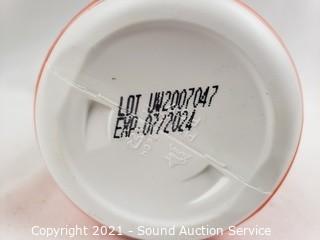 LOT UW2007047
EXP.07/2024
Copyright 2021 - Sound Auction Service